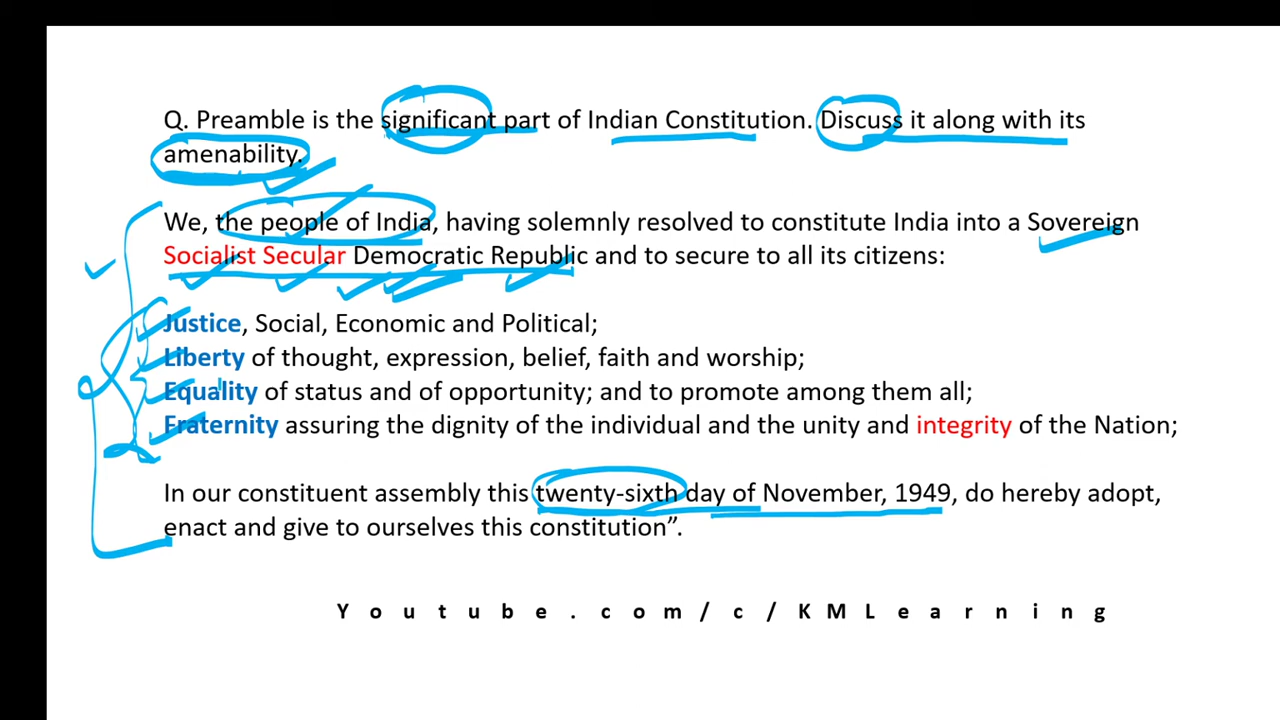 Q. Preamble is the significant part of Indian Constitution. Discuss it along with its
amenability.
We, the people of India, having solemnly resolved to constitute India into a Sovereign
Socialist Secular Democratic Republic and to secure to all its citizens:
Justice, Social, Economic and Political;
Liberty of thought, expression, belief, faith and worship;
Equality of status and of opportunity; and to promote among them all;
Fraternity assuring the dignity of the individual and the unity and integrity of the Nation;
In our constituent assembly this twenty-sixth day of November, 1949, do hereby adopt,
enact and give to ourselves this constitution”.
Youtube.com/c/KMLearning